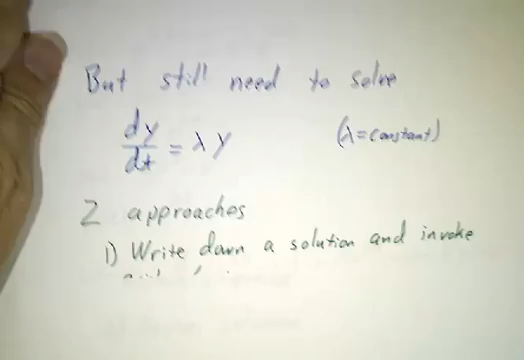 But still need to solve
dy/dt = λy (λ = constant)
2 approaches
1) Write down a solution and invoke